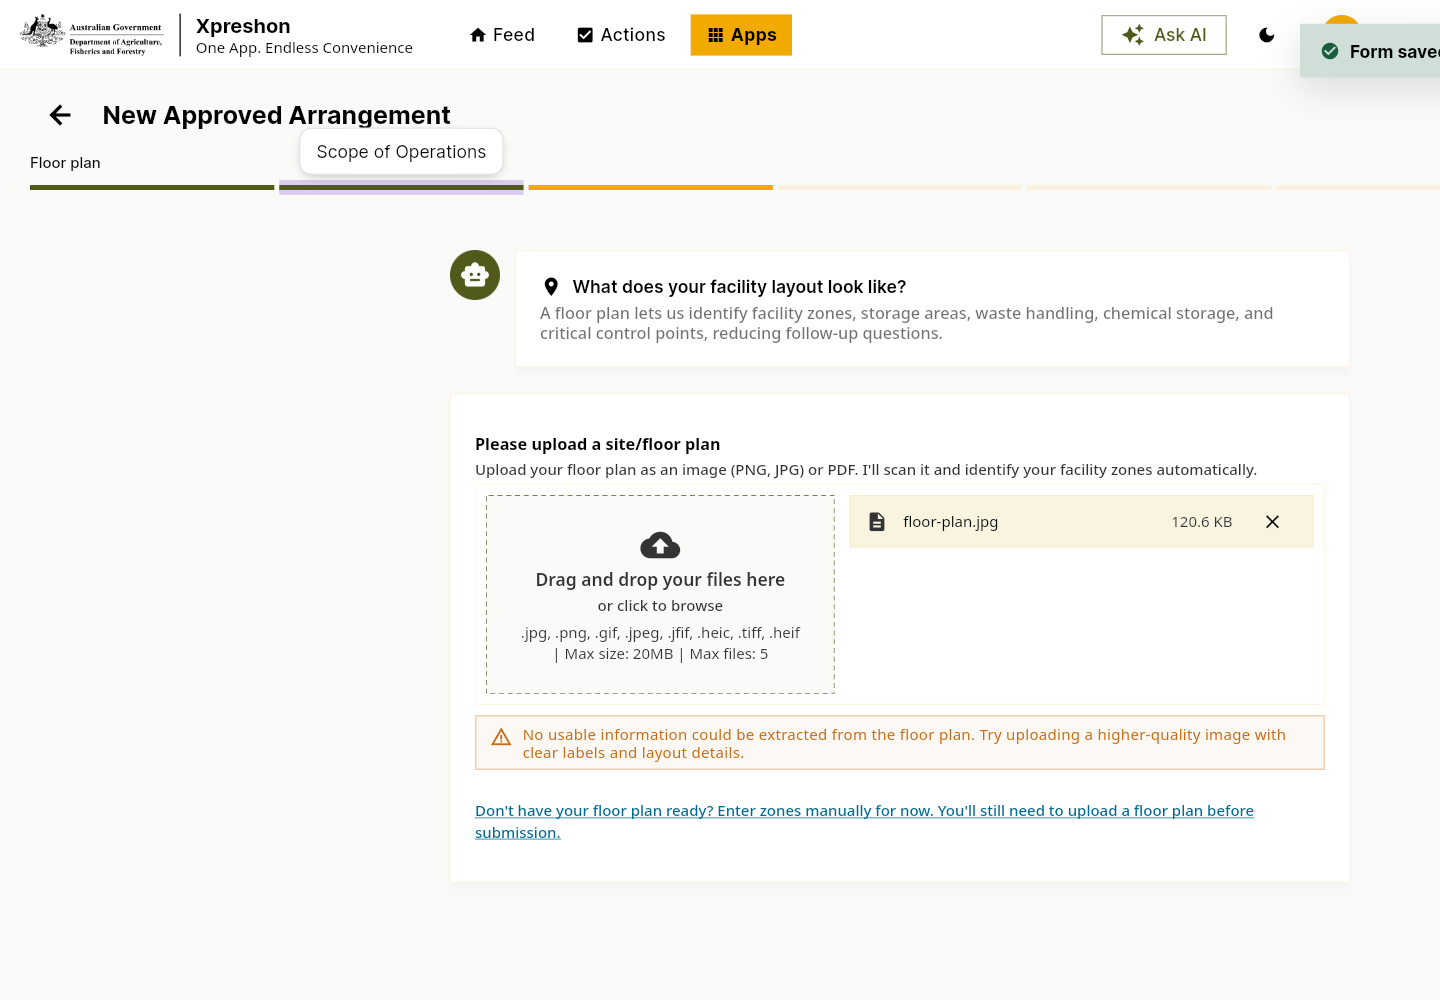 Australian Government
Department of Agriculture,
Fisheries and Forestry
Xpreshon
One App. Endless Convenience
Feed
Actions
Apps
Ask AI
Form saved
New Approved Arrangement
Scope of Operations
Floor plan
What does your facility layout look like?
A floor plan lets us identify facility zones, storage areas, waste handling, chemical storage, and
critical control points, reducing follow-up questions.
Please upload a site/floor plan
Upload your floor plan as an image (PNG, JPG) or PDF. I'll scan it and identify your facility zones automatically.
Drag and drop your files here
or click to browse
.jpg, .png, .gif, .jpeg, .jfif, .heic, .tiff, .heif
| Max size: 20MB | Max files: 5
floor-plan.jpg
120.6 KB
No usable information could be extracted from the floor plan. Try uploading a higher-quality image with
clear labels and layout details.
Don't have your floor plan ready? Enter zones manually for now. You'll still need to upload a floor plan before
submission.